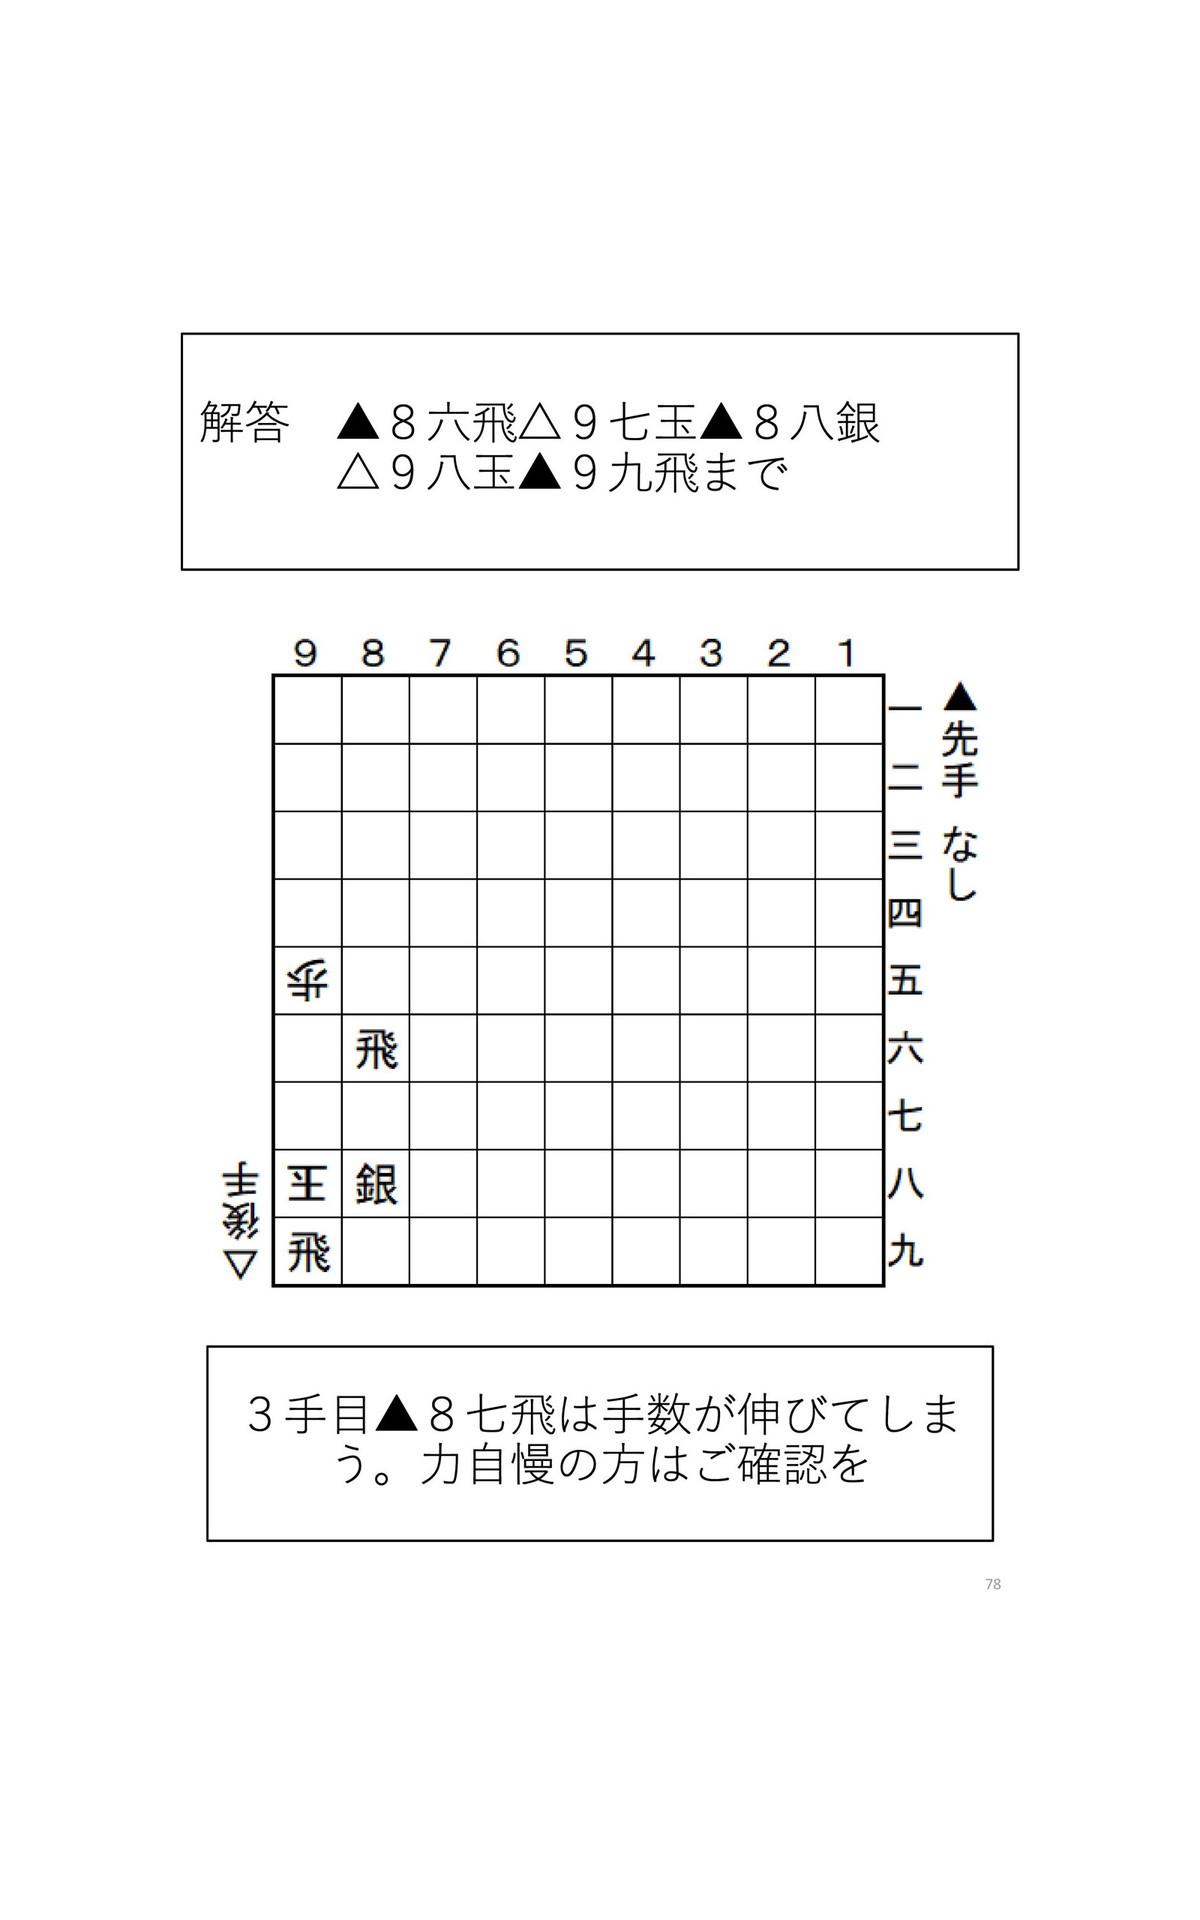 解答　▲８六飛△９七玉▲８八銀
△９八玉▲９九飛まで
9 8 7 6 5 4 3 2 1
一
二
三
四
五
六
七
八
九
▲先手 なし
歩
飛
王 銀
飛
△後手
３手目▲８七飛は手数が伸びてしま
う。力自慢の方はご確認を
78